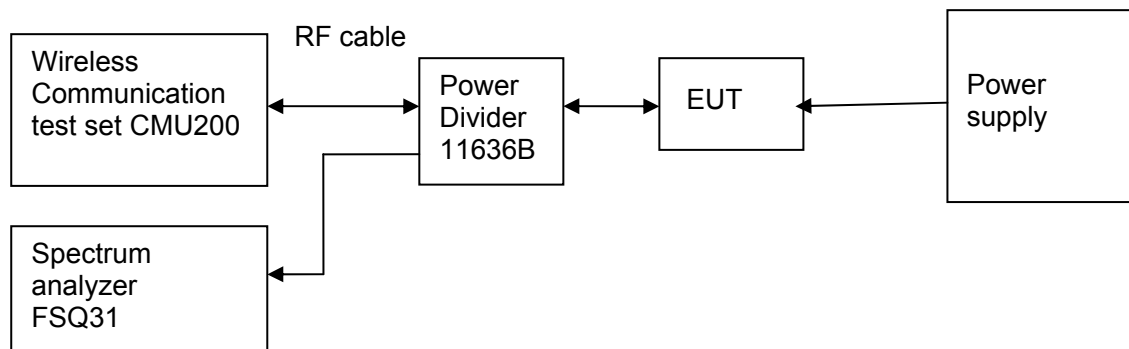 RF cable
Wireless
Communication
test set CMU200
Power
Divider
11636B
EUT
Power
supply
Spectrum
analyzer
FSQ31